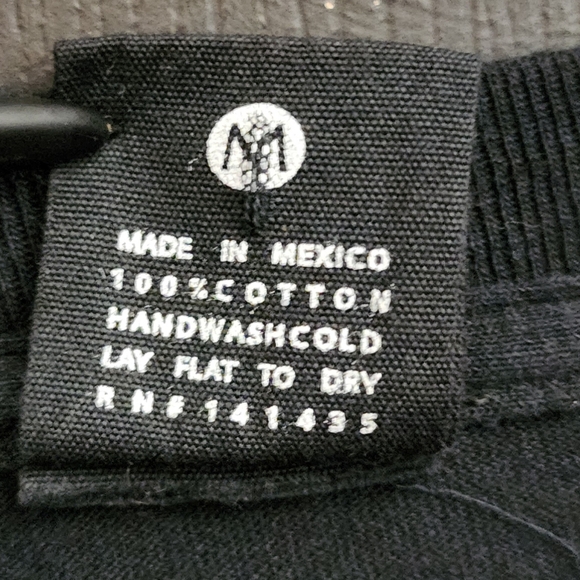 MADE IN MEXICO
100%COTTON
HANDWASHCOLD
LAY FLAT TO DRY
RN# 141435